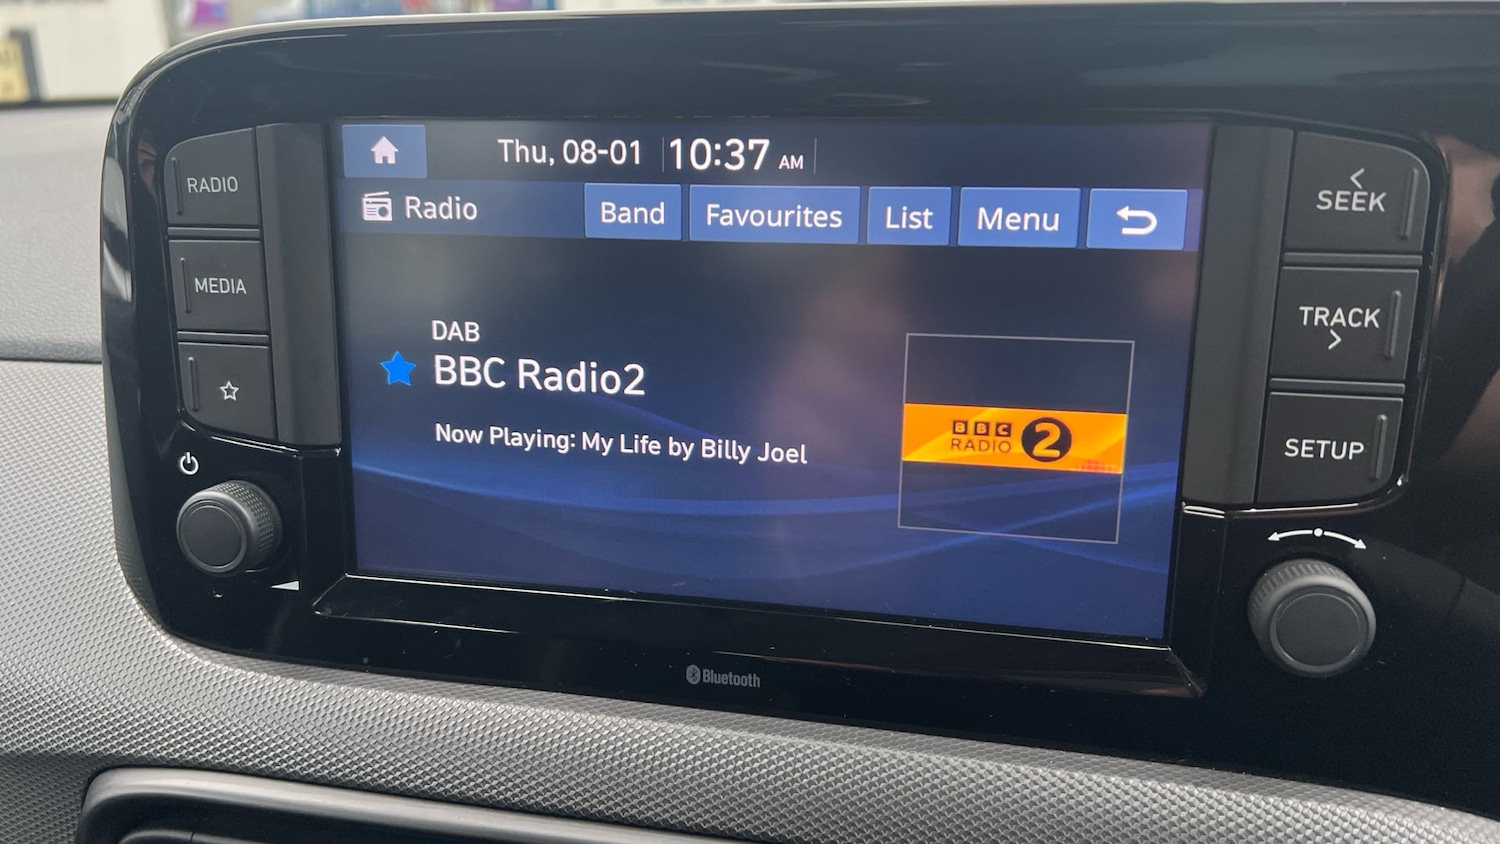 Thu, 08-01 10:37 AM
Radio Band Favourites List Menu
DAB
BBC Radio2
Now Playing: My Life by Billy Joel
BBC
RADIO 2
RADIO
MEDIA
SEEK
TRACK
SETUP
Bluetooth